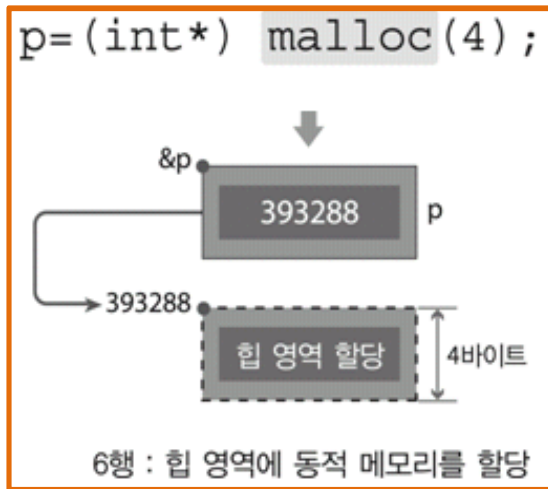 p=(int*) malloc(4);
&p
393288
p
393288
힙 영역 할당
4바이트
6행 : 힙 영역에 동적 메모리를 할당